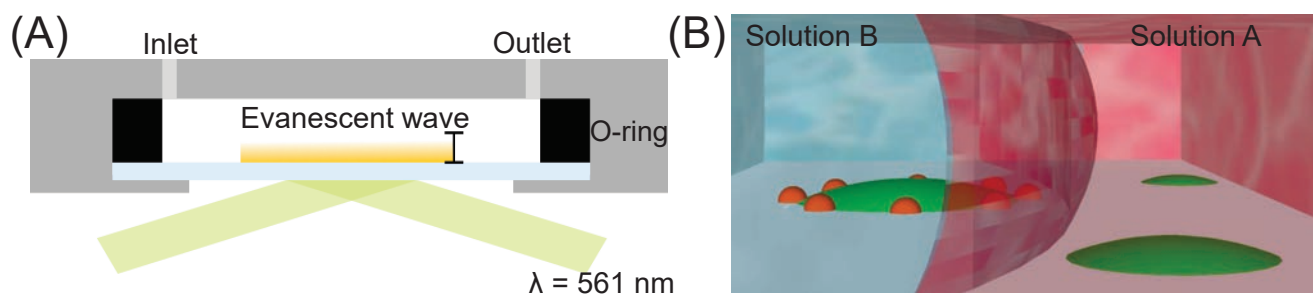 (A)
Inlet
Outlet
Evanescent wave
O-ring
λ = 561 nm
(B)
Solution B
Solution A